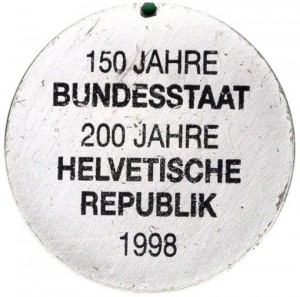 150 JAHRE
BUNDESSTAAT
200 JAHRE
HELVETISCHE
REPUBLIK
1998